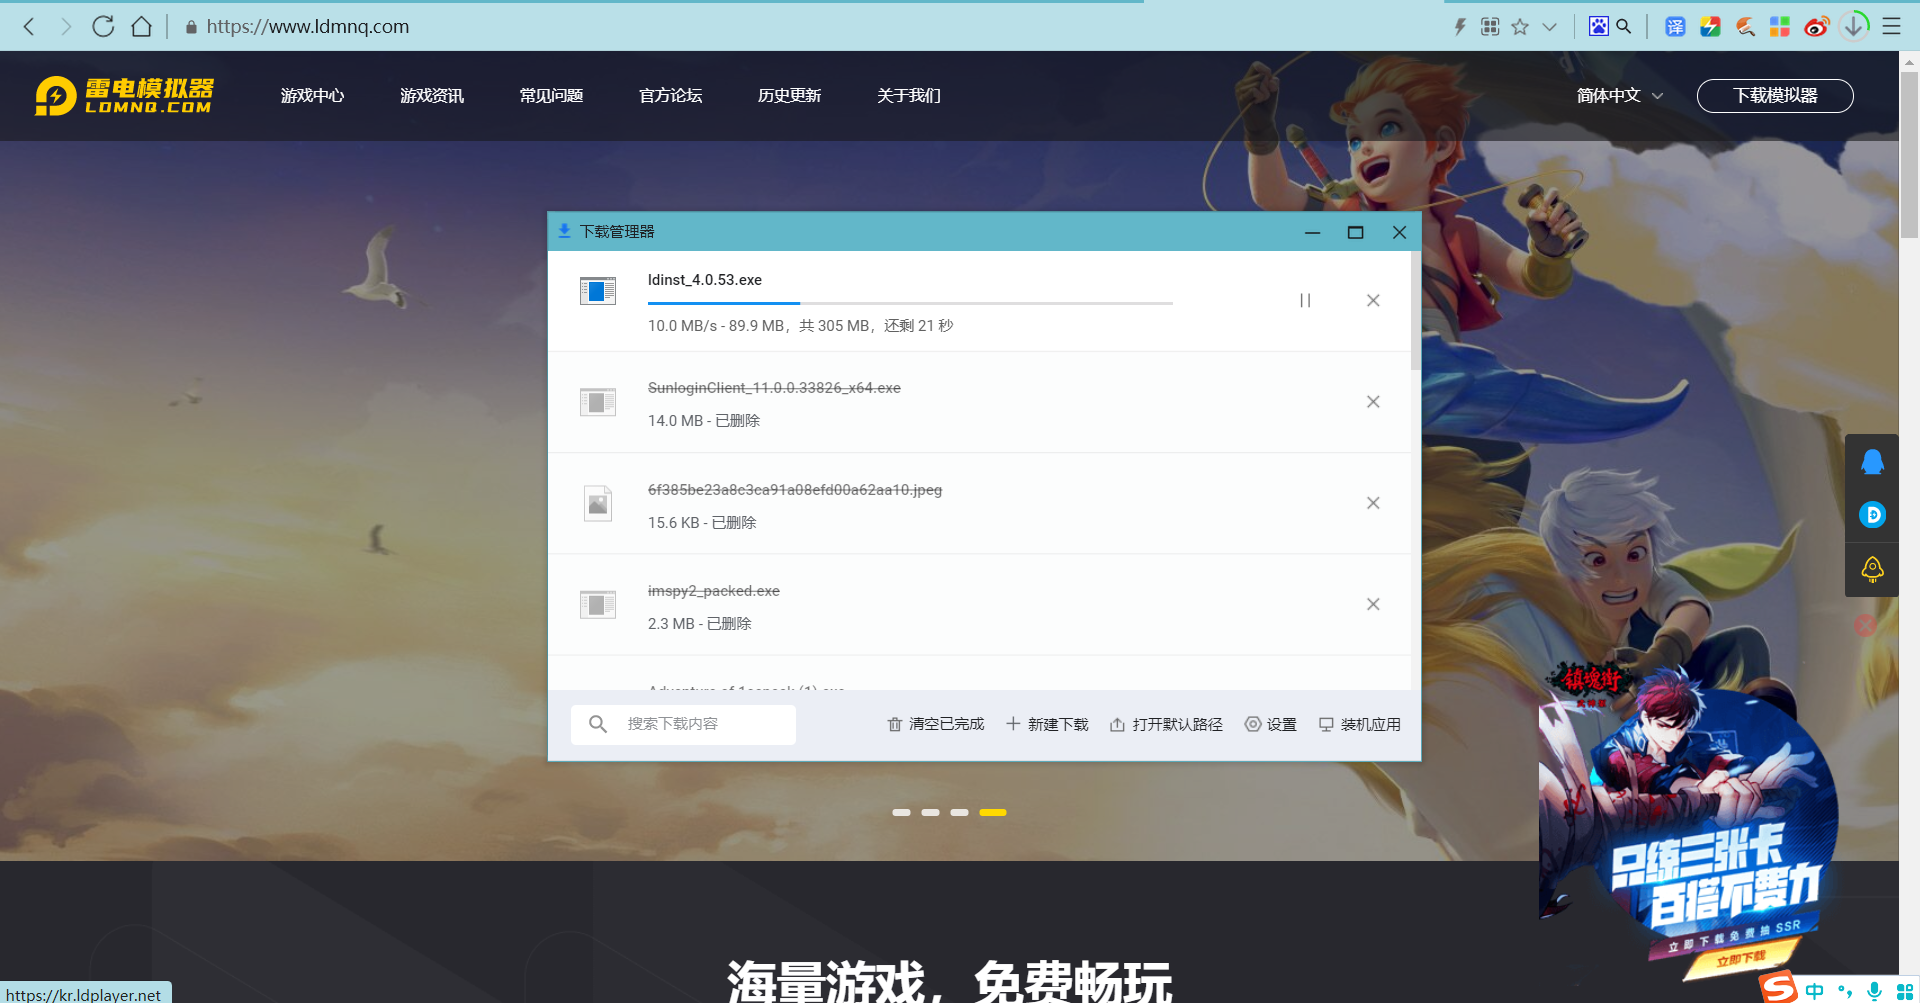 https://www.ldmnq.com
译
雷电模拟器
LDMNQ.COM
游戏中心
游戏资讯
常见问题
官方论坛
历史更新
关于我们
简体中文
下载模拟器
下载管理器
ldinst_4.0.53.exe
10.0 MB/s - 89.9 MB，共 305 MB，还剩 21 秒
SunloginClient_11.0.0.33826_x64.exe
14.0 MB - 已删除
6f385be23a8c3ca91a08efd00a62aa10.jpeg
15.6 KB - 已删除
imspy2_packed.exe
2.3 MB - 已删除
搜索下载内容
清空已完成
新建下载
打开默认路径
设置
装机应用
镇魂街
只练三张卡
百搭不费力
立即下载免费抽SSR
立即下载
海量游戏，免费畅玩
https://kr.ldplayer.net
中